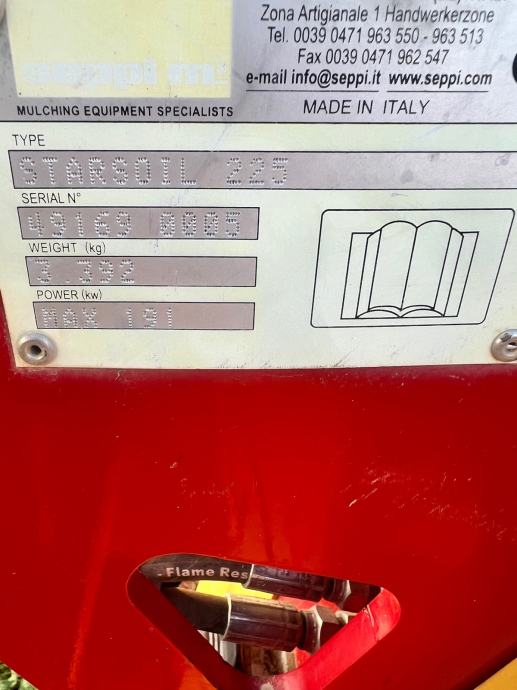 Zona Artigianale 1 Handwerkerzone
Tel. 0039 0471 963 550 - 963 513
Fax 0039 0471 962 547
seppi m.
e-mail info@seppi.it www.seppi.com
MULCHING EQUIPMENT SPECIALISTS
MADE IN ITALY
TYPE
STARSOIL 225
SERIAL N°
49169 0005
WEIGHT (kg)
3 392
POWER (kw)
MAX 191
- Flame Res